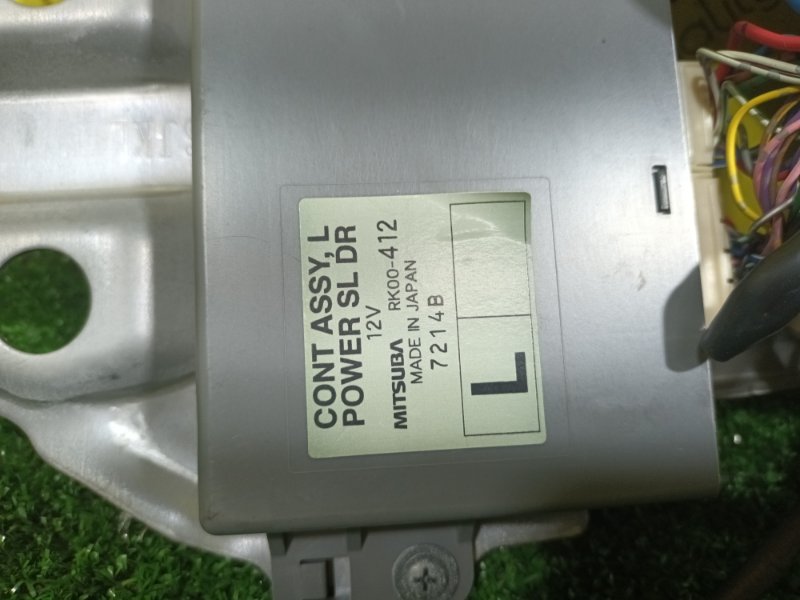 CONT ASSY, L
POWER SL DR
12V
MITSUBA RK00-412
MADE IN JAPAN
7214B
L